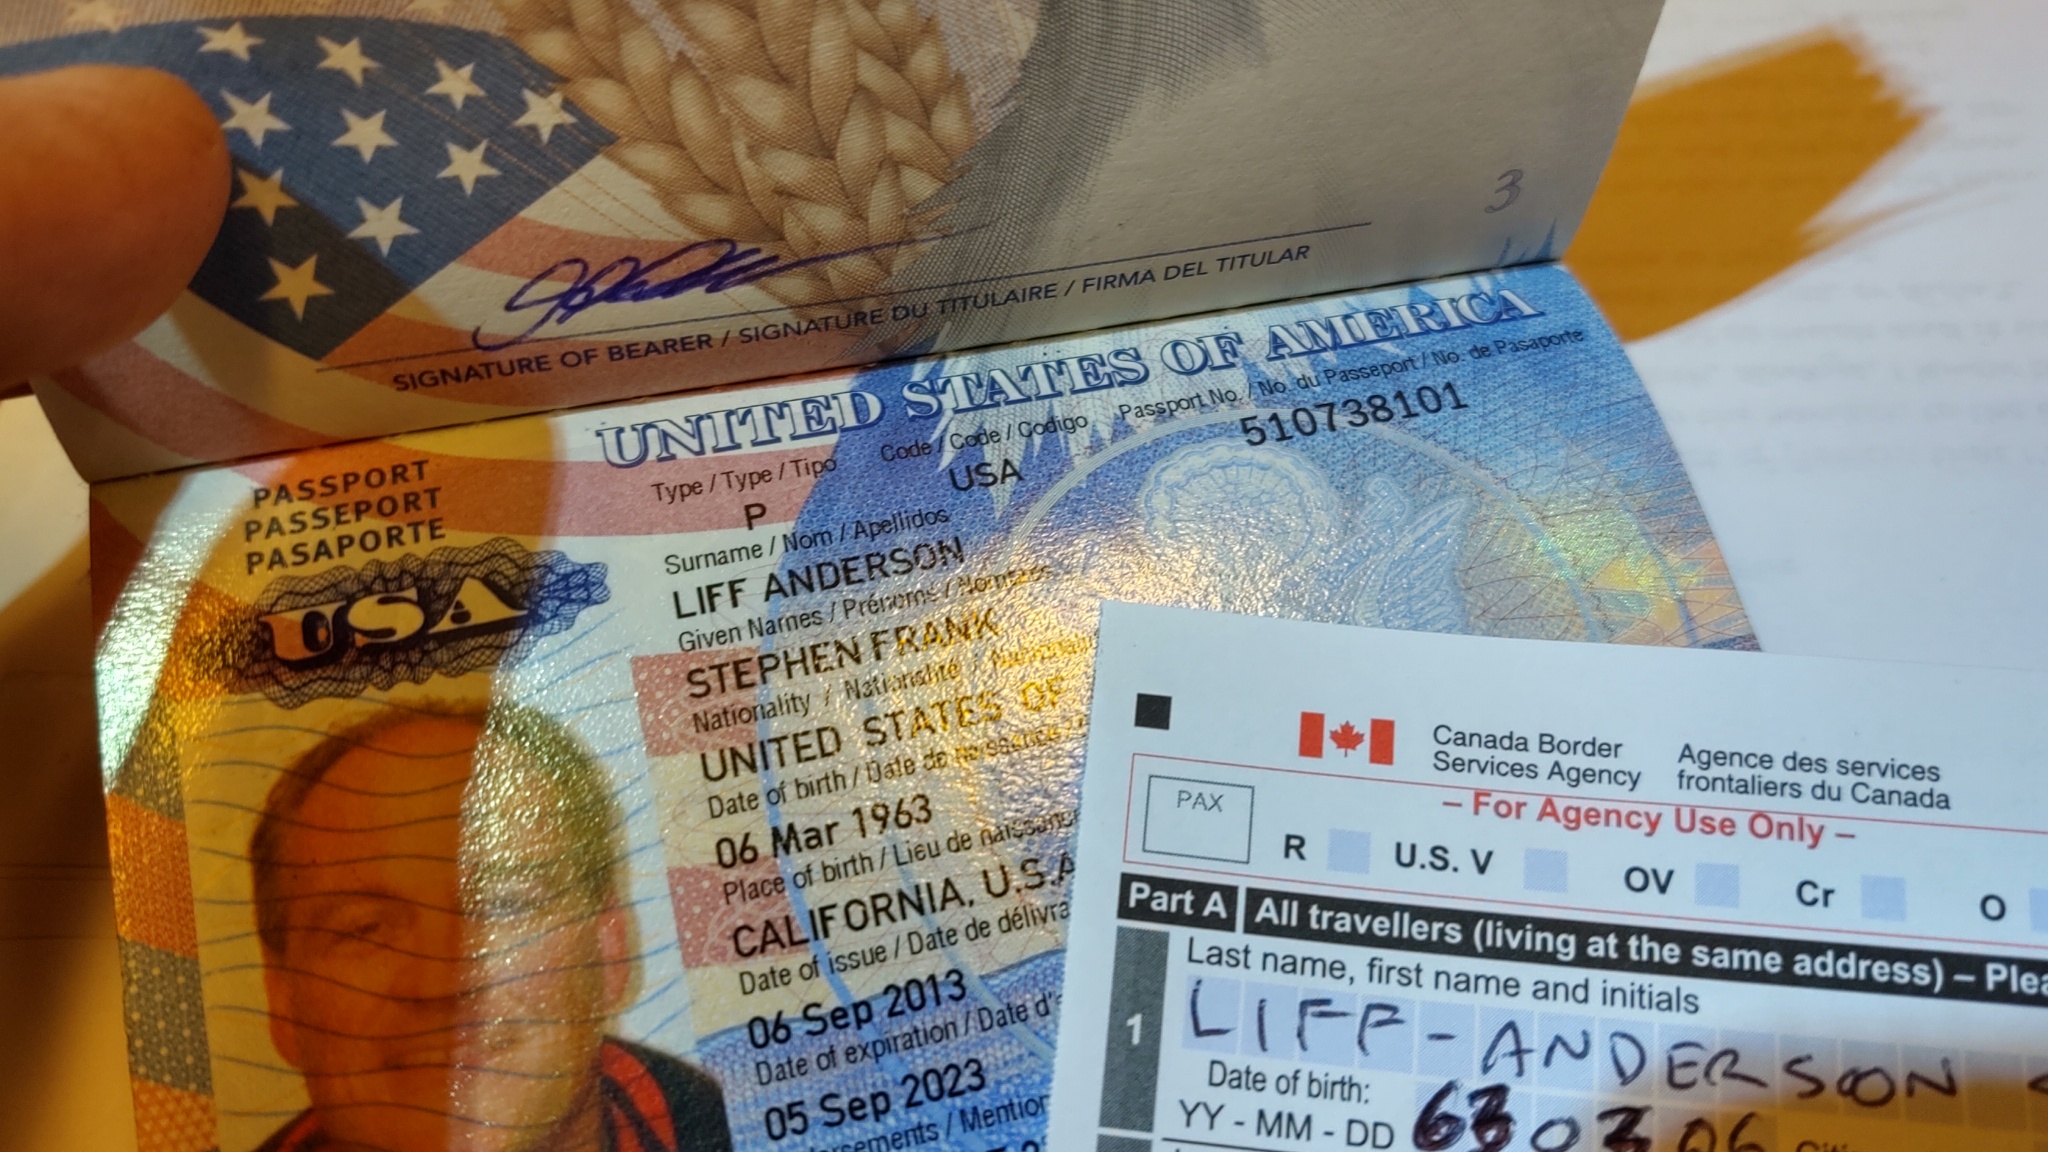 3
SIGNATURE OF BEARER / SIGNATURE DU TITULAIRE / FIRMA DEL TITULAR
UNITED STATES OF AMERICA
PASSPORT
PASSEPORT
PASAPORTE
USA
Type / Type / Tipo Code / Code / Codigo Passport No. / No. du Passeport / No. de Pasaporte
P USA 510738101
Surname / Nom / Apellidos
LIFF ANDERSON
Given Names / Prénoms / Nombres
STEPHEN FRANK
Nationality / Nationalité /
UNITED STATES OF
Date of birth / Date de naissance
06 Mar 1963
Place of birth / Lieu de naissance
CALIFORNIA, U.S.A
Date of issue / Date de délivra
06 Sep 2013
Date of expiration / Date d'
05 Sep 2023
orsements / Mention
Canada Border
Services Agency
Agence des services
frontaliers du Canada
– For Agency Use Only –
PAX
R U.S. V OV Cr O
Part A All travellers (living at the same address) – Plea
1
Last name, first name and initials
LIFF-ANDERSON
Date of birth:
YY - MM - DD 630306